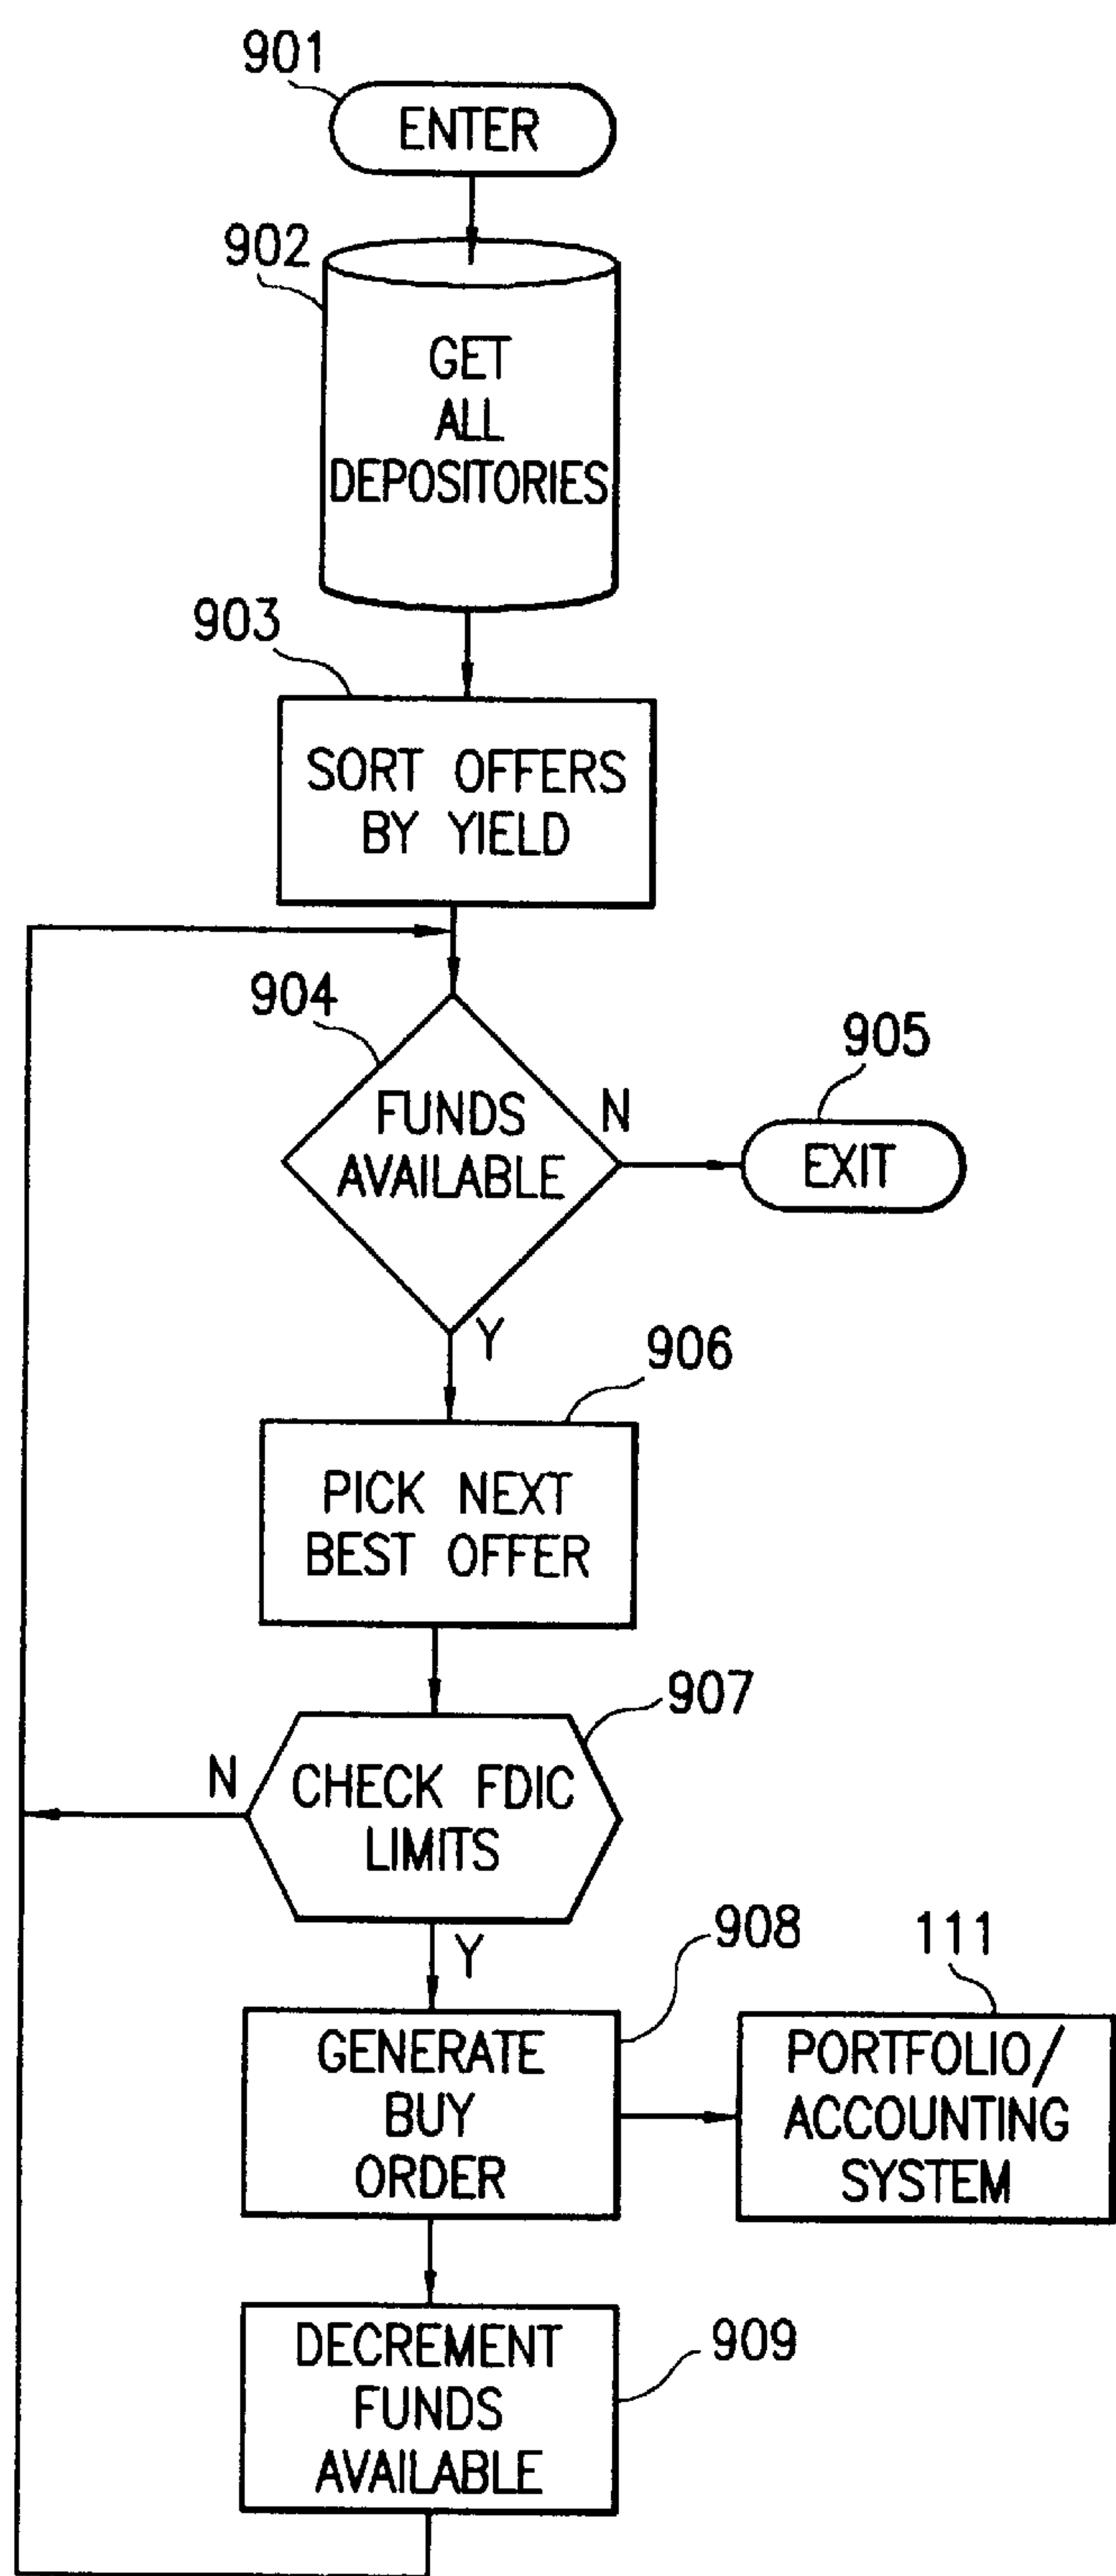 901
ENTER
902
GET
ALL
DEPOSITORIES
903
SORT OFFERS
BY YIELD
904
FUNDS
AVAILABLE
N
905
EXIT
Y
906
PICK NEXT
BEST OFFER
907
N
CHECK FDIC
LIMITS
Y
908
GENERATE
BUY
ORDER
111
PORTFOLIO/
ACCOUNTING
SYSTEM
909
DECREMENT
FUNDS
AVAILABLE